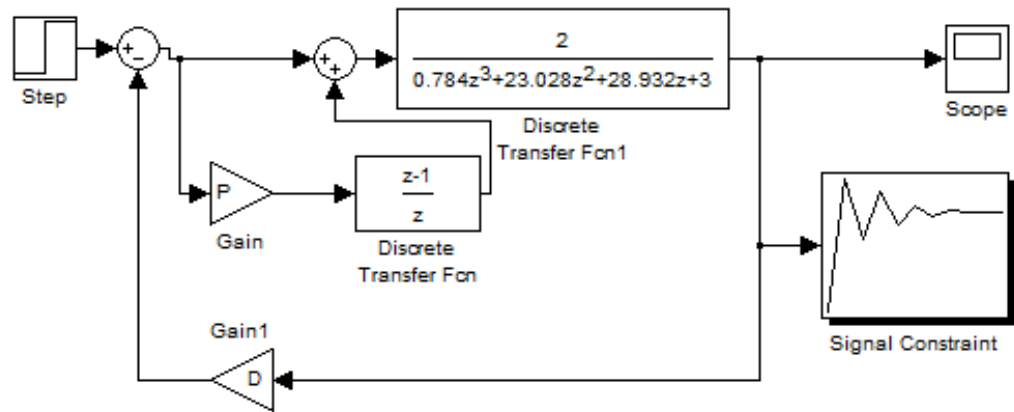 Step
+
−
+
+
2
0.784z³+23.028z²+28.932z+3
Discrete
Transfer Fcn1
Scope
P
Gain
z-1
z
Discrete
Transfer Fcn
Signal Constraint
Gain1
D